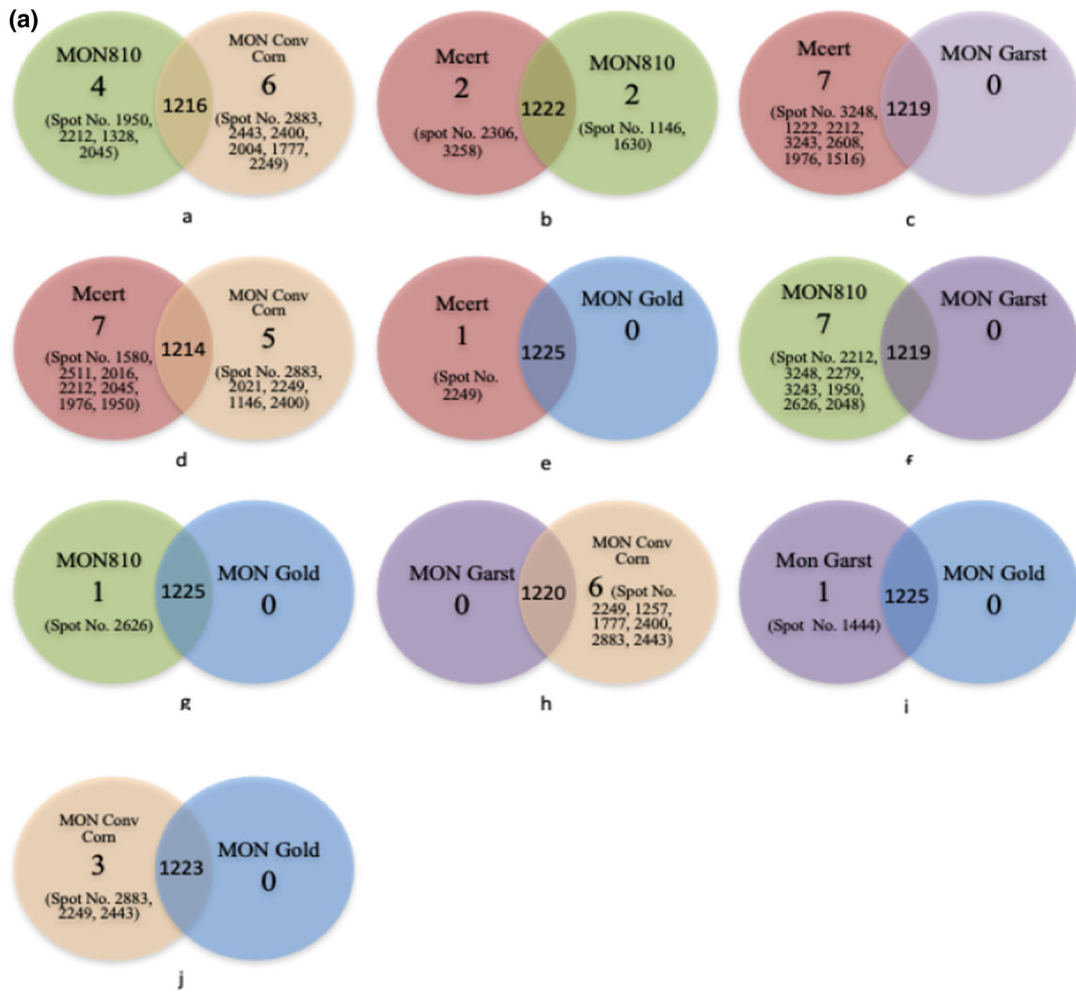 (a)
MON810
4
(Spot No. 1950,
2212, 1328,
2045)
1216
MON Conv
Corn
6
(Spot No. 2883,
2443, 2400,
2004, 1777,
2249)
a
Mcert
2
(spot No. 2306,
3258)
1222
MON810
2
(Spot No. 1146,
1630)
b
Mcert
7
(Spot No. 3248,
1222, 2212,
3243, 2608,
1976, 1516)
1219
MON Garst
0
c
Mcert
7
(Spot No. 1580,
2511, 2016,
2212, 2045,
1976, 1950)
1214
MON Conv
Corn
5
(Spot No. 2883,
2021, 2249,
1146, 2400)
d
Mcert
1
(Spot No.
2249)
1225
MON Gold
0
e
MON810
7
(Spot No. 2212,
3248, 2279,
3243, 1950,
2626, 2048)
1219
MON Garst
0
f
MON810
1
(Spot No. 2626)
1225
MON Gold
0
g
MON Garst
0
1220
MON Conv
Corn
6 (Spot No.
2249, 1257,
1777, 2400,
2883, 2443)
h
Mon Garst
1
(Spot No. 1444)
1225
MON Gold
0
i
MON Conv
Corn
3
(Spot No. 2883,
2249, 2443)
1223
MON Gold
0
j